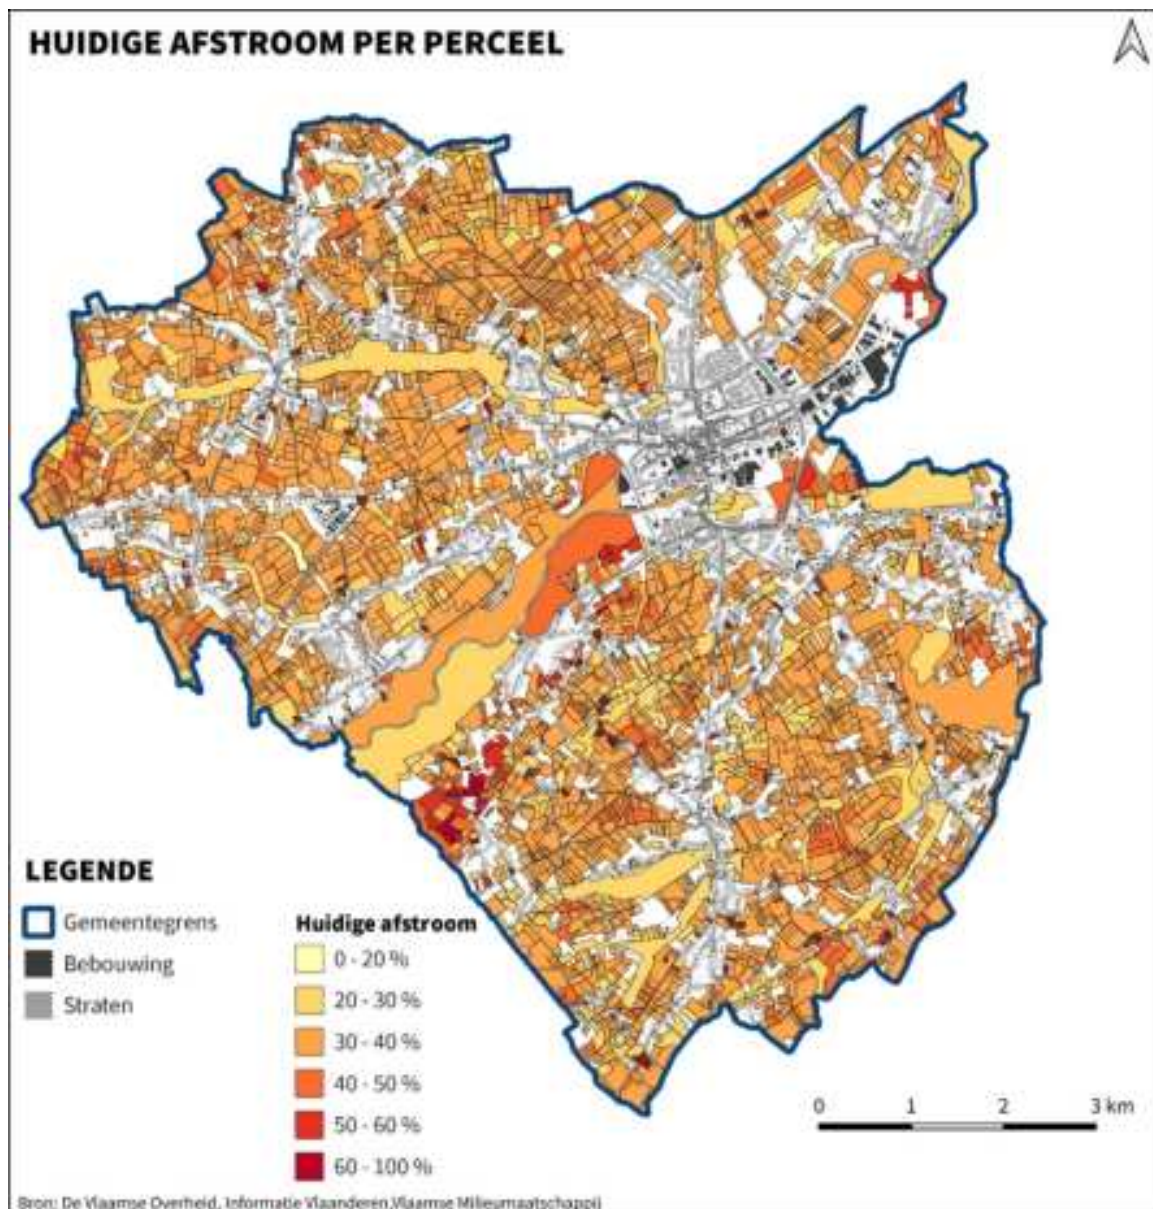 HUIDIGE AFSTROOM PER PERCEEL
LEGENDE
Gemeentegrens
Bebouwing
Straten
Huidige afstroom
0 - 20 %
20 - 30 %
30 - 40 %
40 - 50 %
50 - 60 %
60 - 100 %
0 1 2 3 km
Bron: De Vlaamse Overheid, Informatie Vlaanderen,Vlaamse Milieumaatschappij